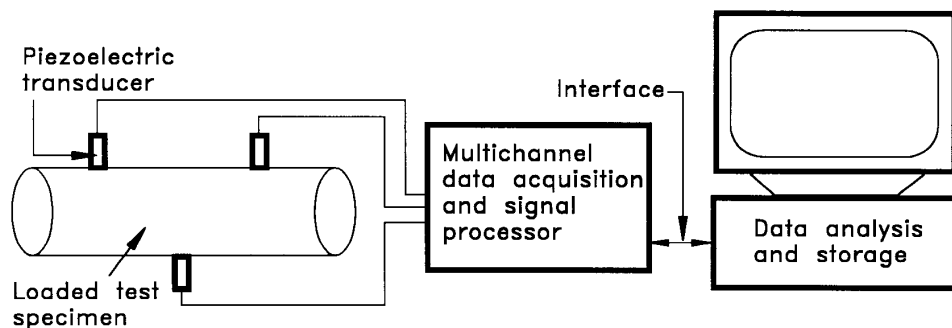 Piezoelectric
transducer
Interface
Multichannel
data acquisition
and signal
processor
Data analysis
and storage
Loaded test
specimen